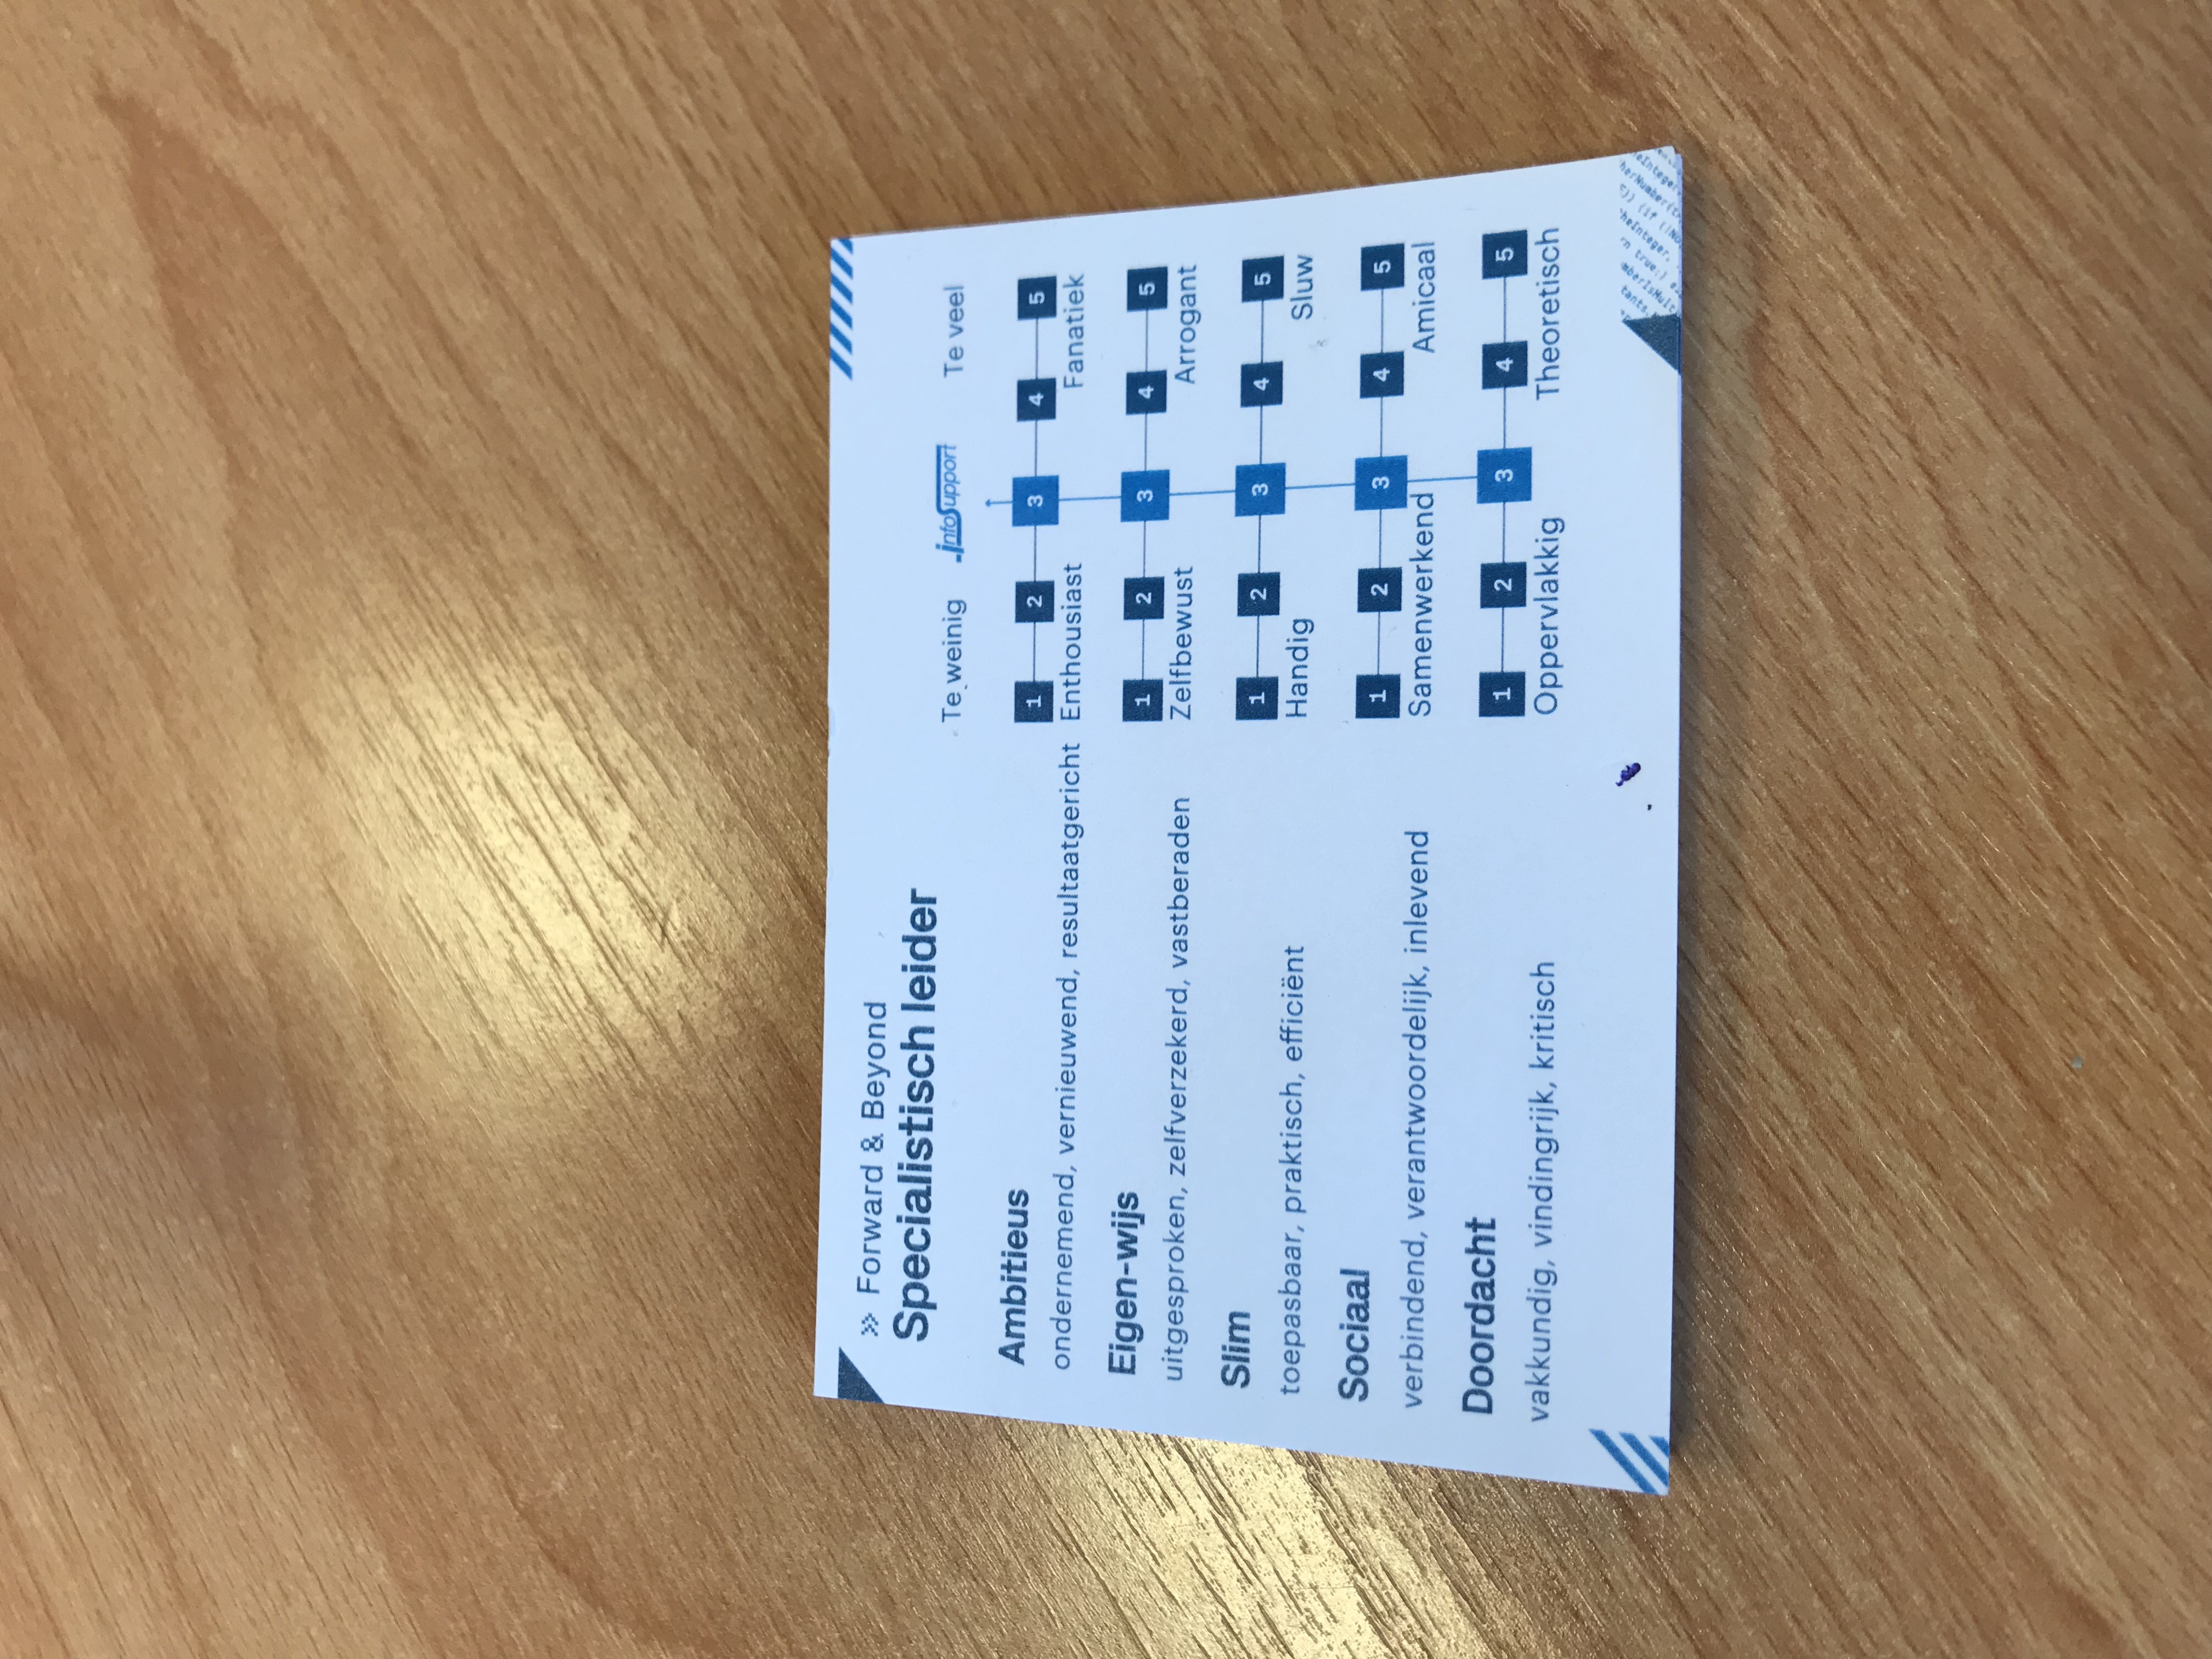 » Forward & Beyond
Specialistisch leider
Te weinig infoSupport Te veel
Ambitieus
1 2 3 4 5
ondernemend, vernieuwend, resultaatgericht Enthousiast Fanatiek
Eigen-wijs
1 2 3 4 5
uitgesproken, zelfverzekerd, vastberaden Zelfbewust Arrogant
Slim
1 2 3 4 5
toepasbaar, praktisch, efficiënt Handig Sluw
Sociaal
1 2 3 4 5
verbindend, verantwoordelijk, inlevend Samenwerkend Amicaal
Doordacht
1 2 3 4 5
vakkundig, vindingrijk, kritisch Oppervlakkig Theoretisch